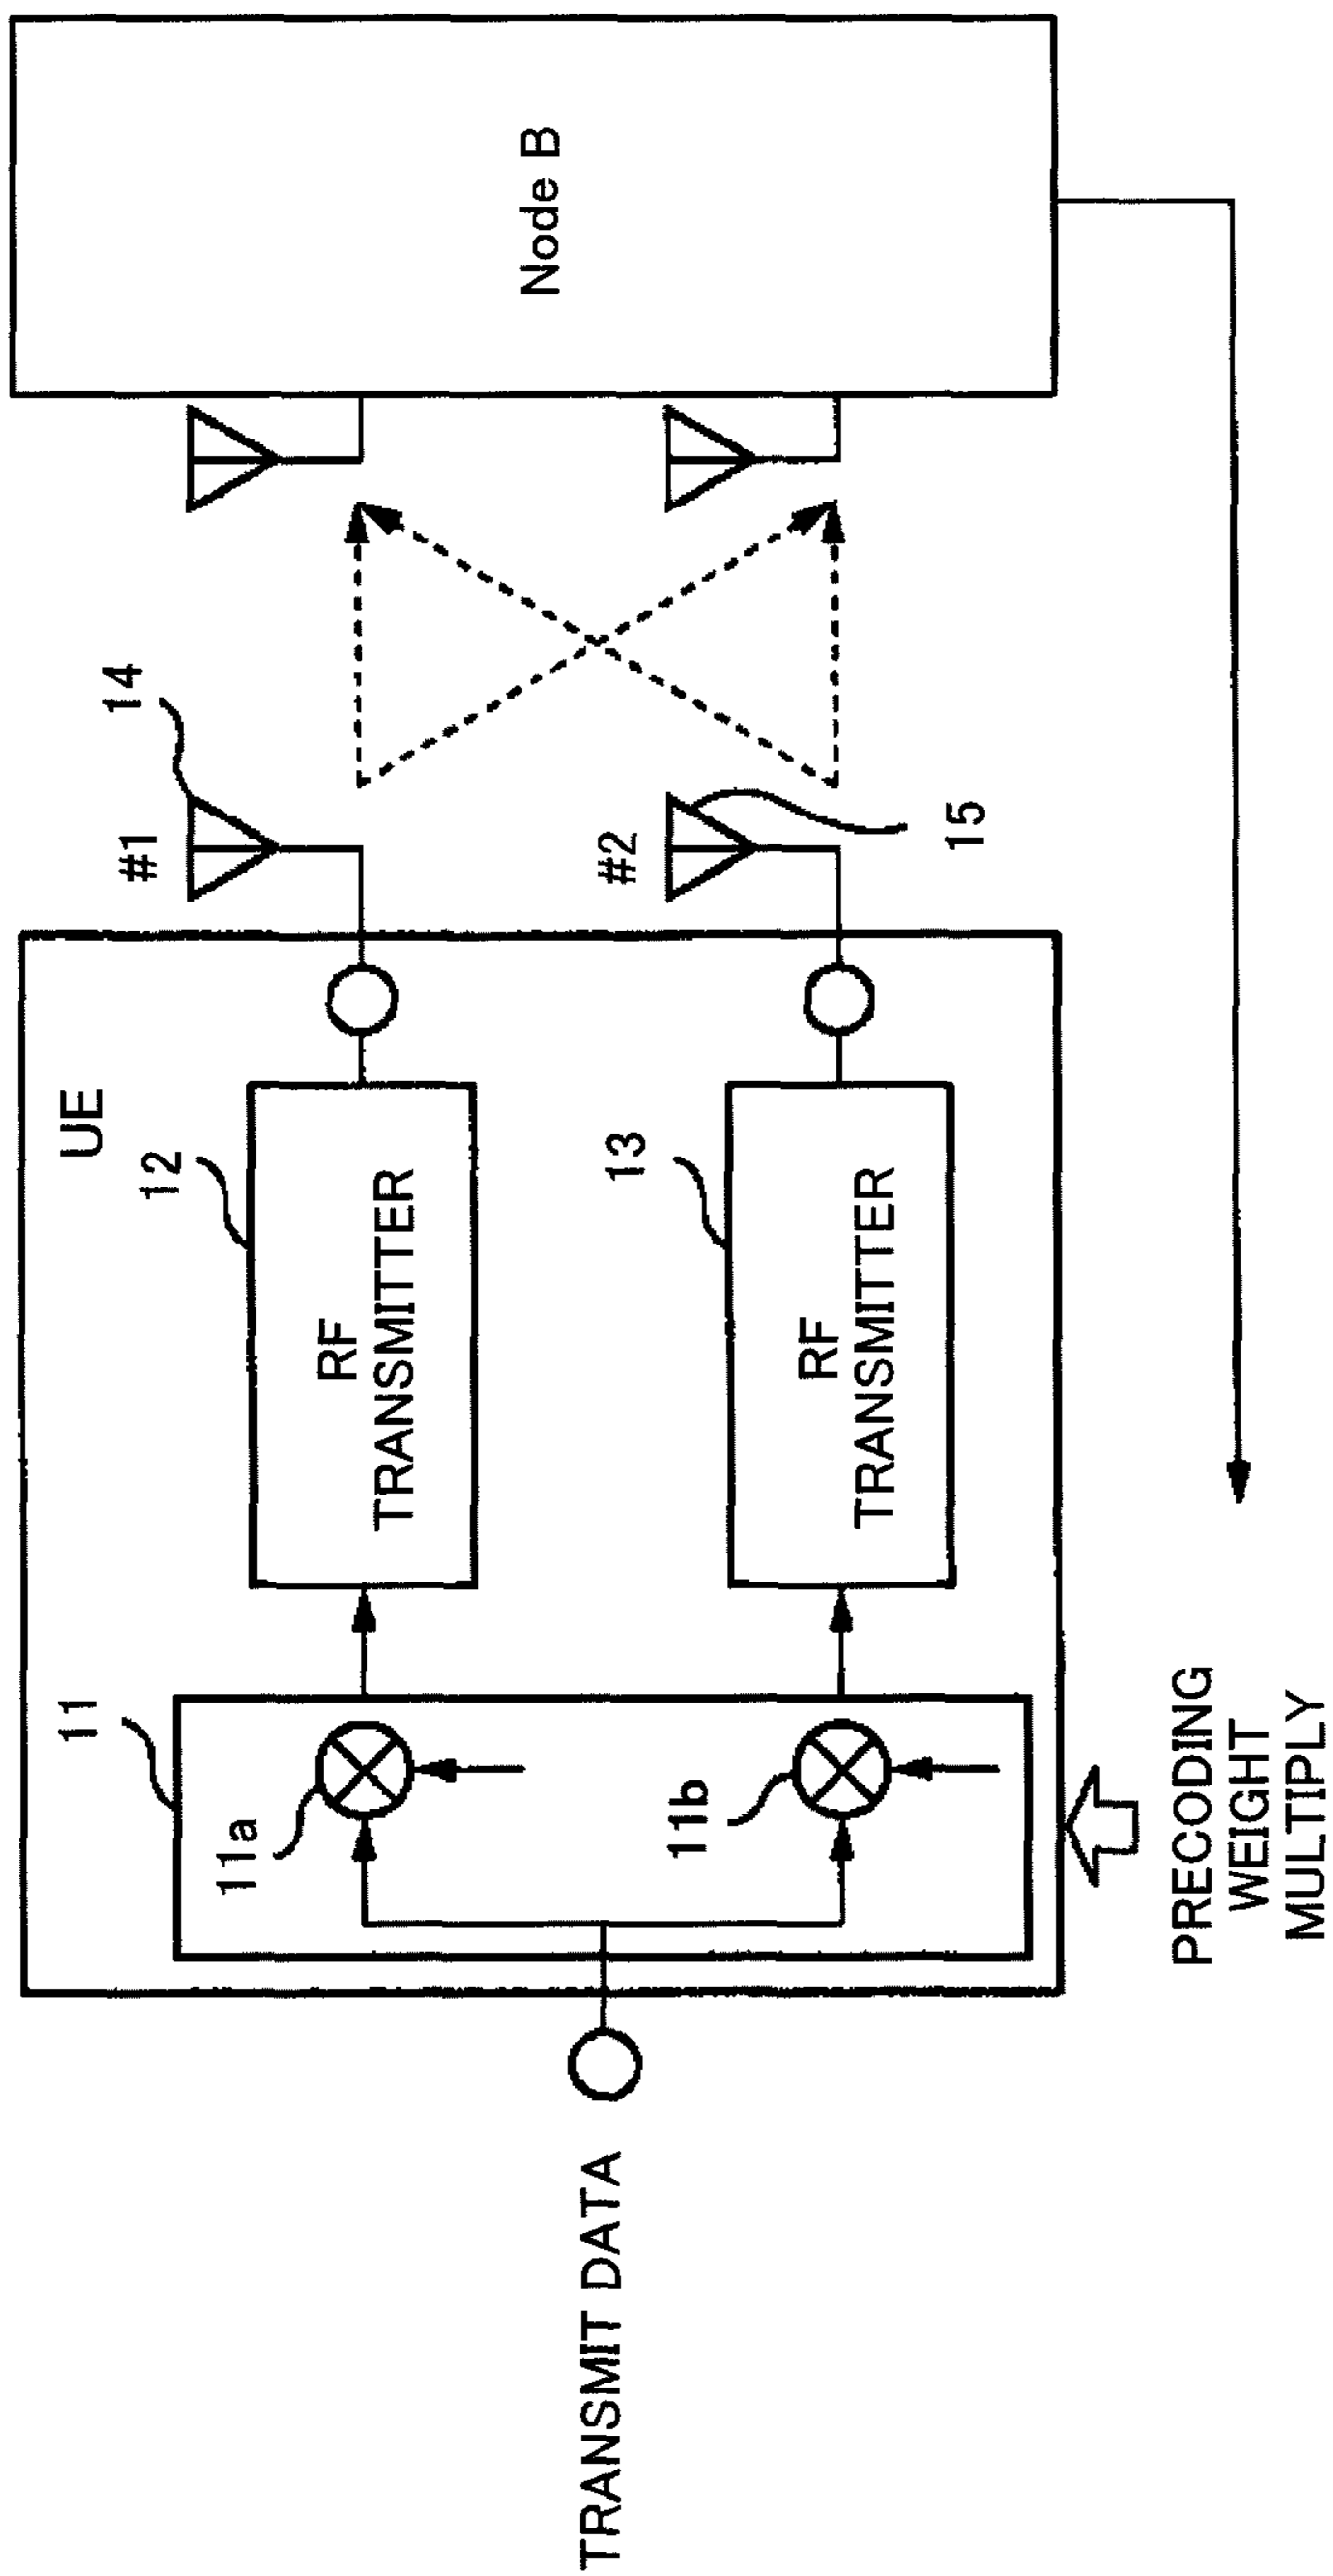 UE
11
11a
11b
12
RF
TRANSMITTER
13
RF
TRANSMITTER
#1
14
#2
15
Node B
TRANSMIT DATA
PRECODING
WEIGHT
MULTIPLY